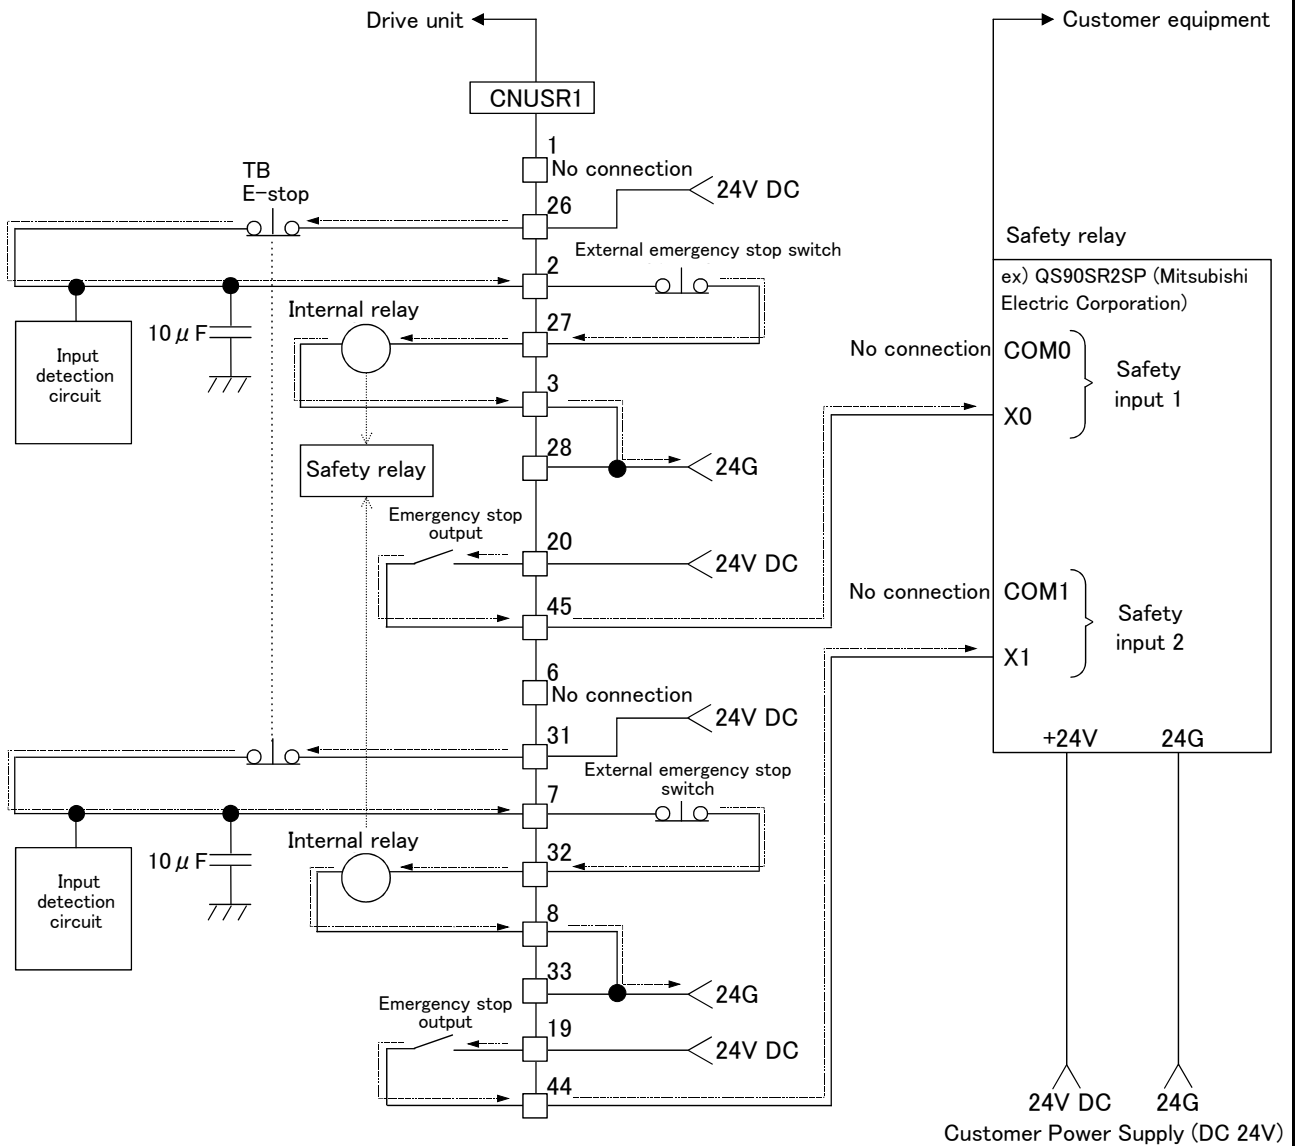 Drive unit
Customer equipment
CNUSR1
1
No connection
TB
E-stop
24V DC
26
Safety relay
External emergency stop switch
2
ex) QS90SR2SP (Mitsubishi
Electric Corporation)
Internal relay
10μF
27
Input
detection
circuit
No connection
COM0
Safety
input 1
X0
3
28
Safety relay
24G
Emergency stop
output
20
24V DC
45
No connection
COM1
Safety
input 2
X1
6
No connection
24V DC
31
+24V
24G
External emergency stop
switch
7
Internal relay
10μF
32
Input
detection
circuit
8
33
24G
Emergency stop
output
19
24V DC
44
24V DC
24G
Customer Power Supply (DC 24V)